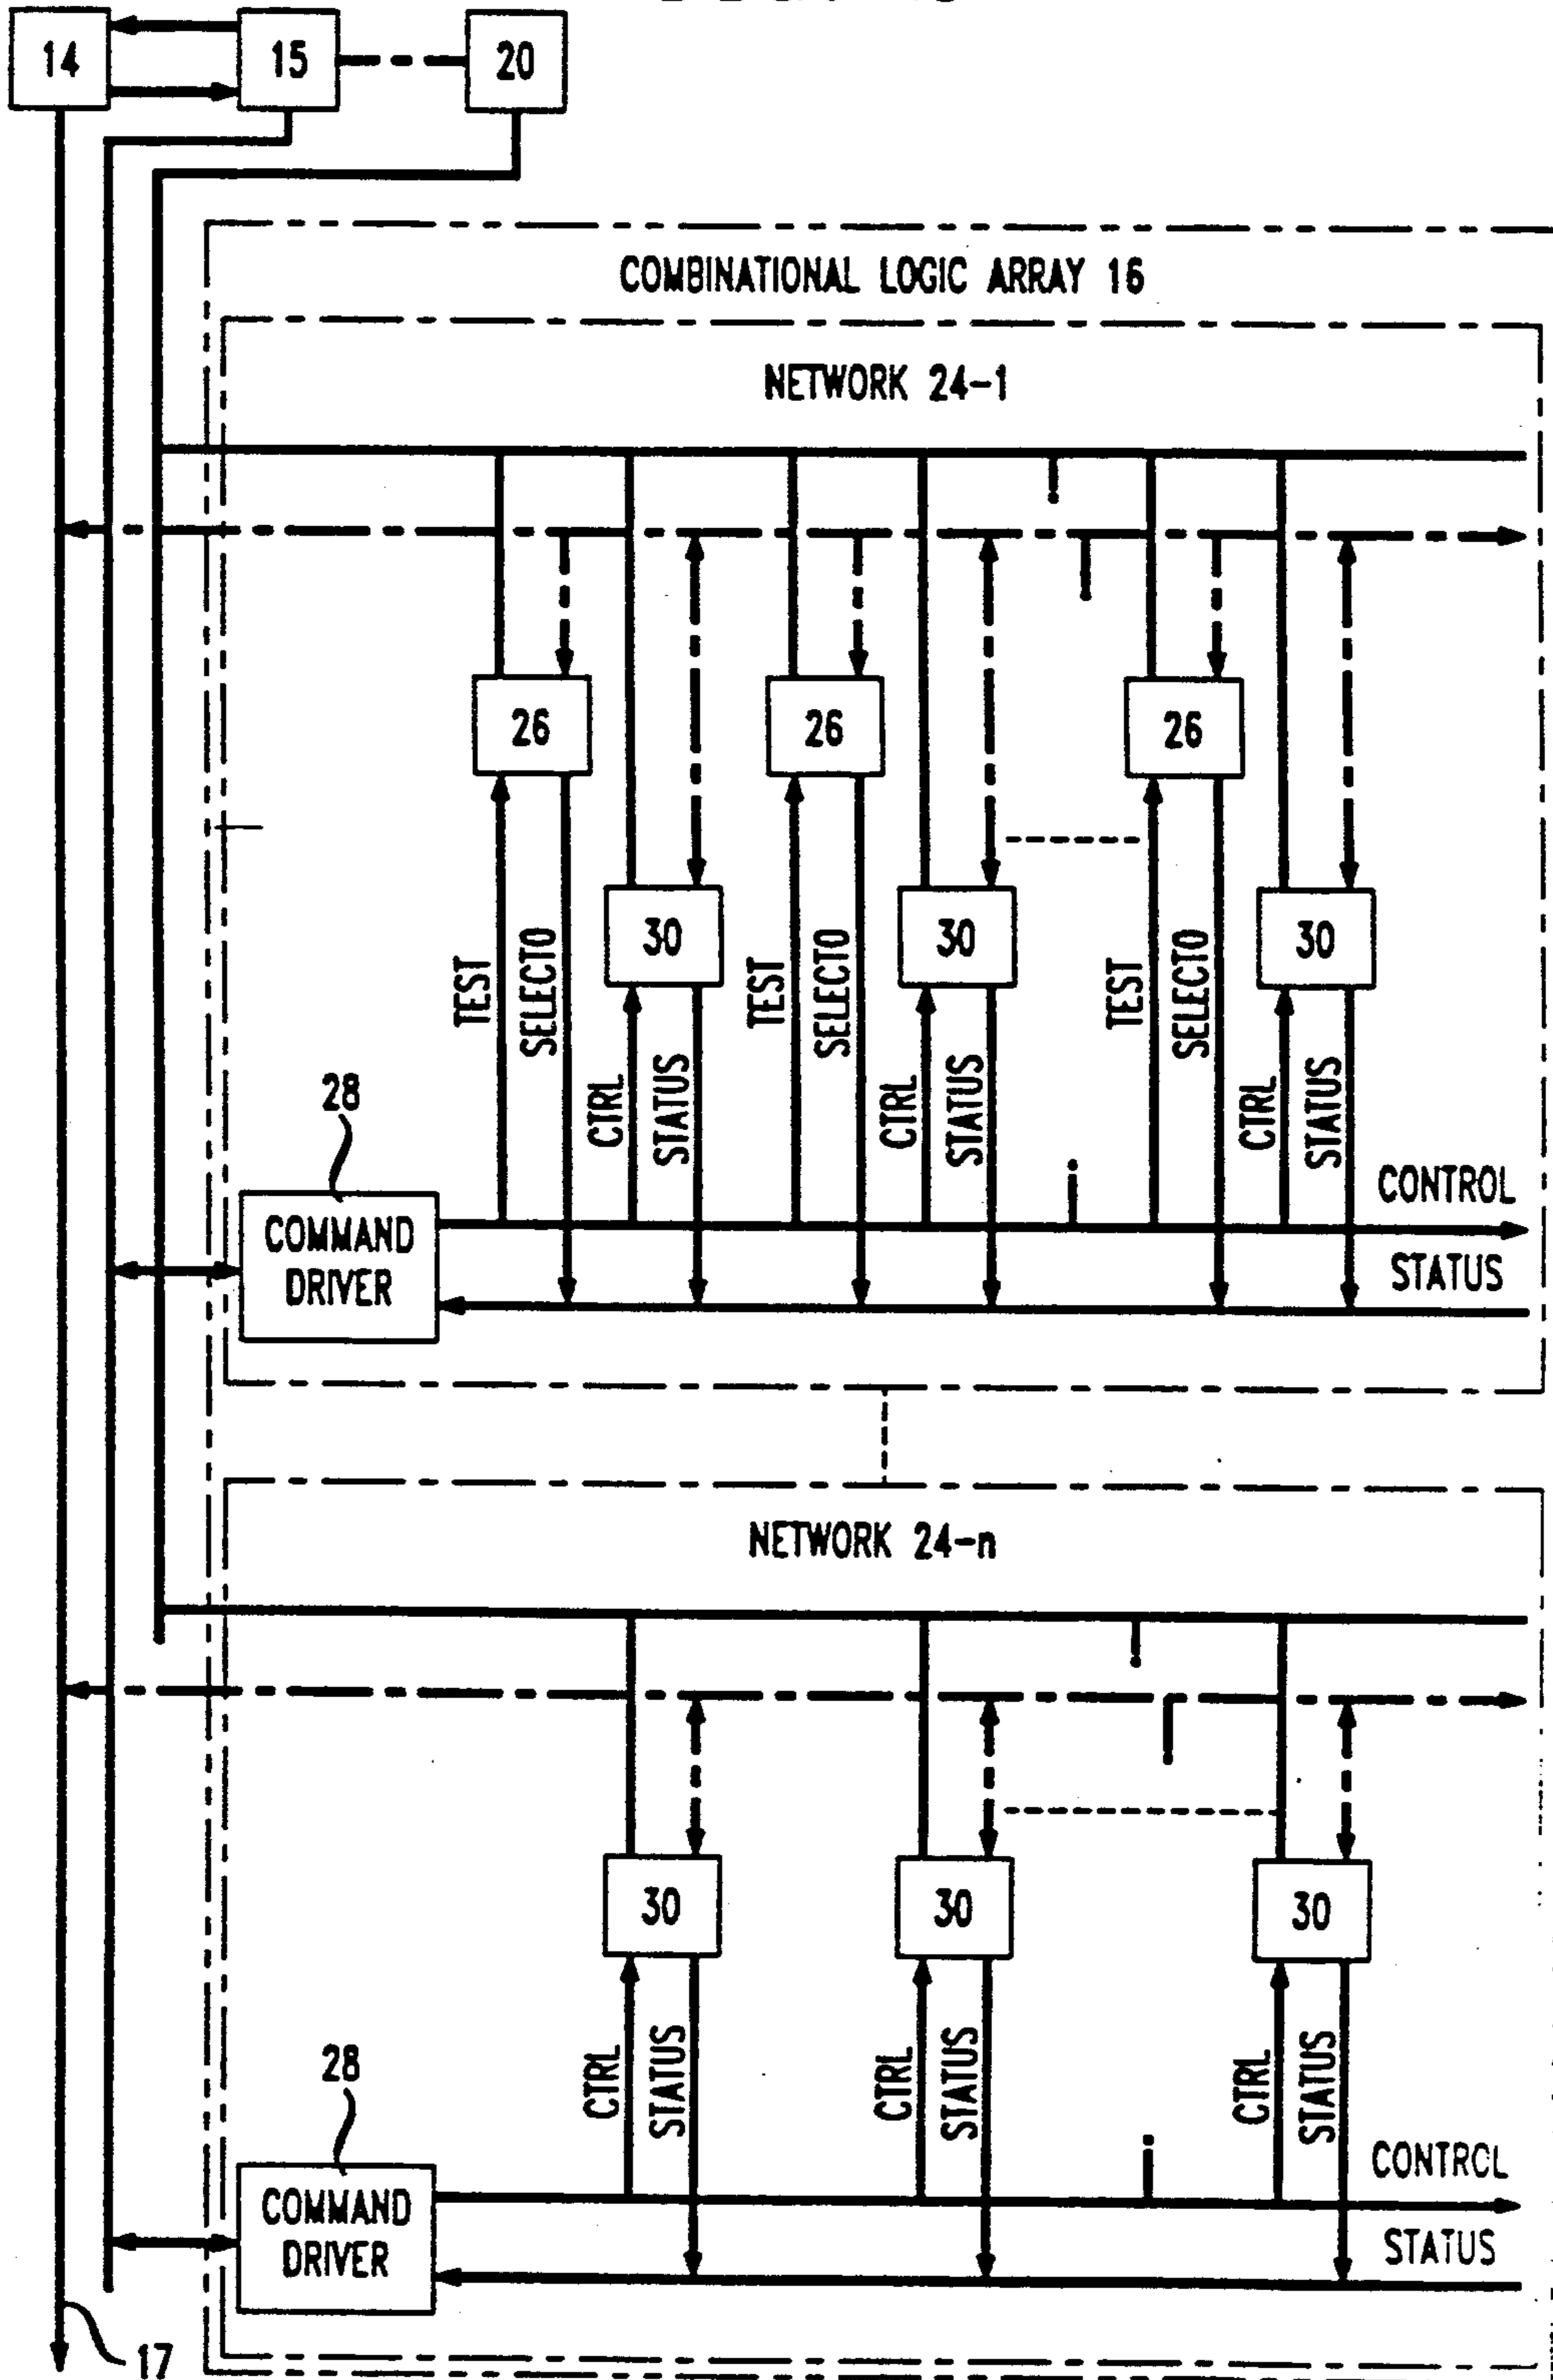 14 15 20
COMBINATIONAL LOGIC ARRAY 16
NETWORK 24-1
26 26 26
30 30 30
TEST SELECTO TEST SELECTO TEST SELECTO
CTRL STATUS CTRL STATUS CTRL STATUS
28
CONTROL
COMMAND
DRIVER
STATUS
NETWORK 24-n
30 30 30
CTRL STATUS CTRL STATUS CTRL STATUS
28
CONTROL
COMMAND
DRIVER
STATUS
17